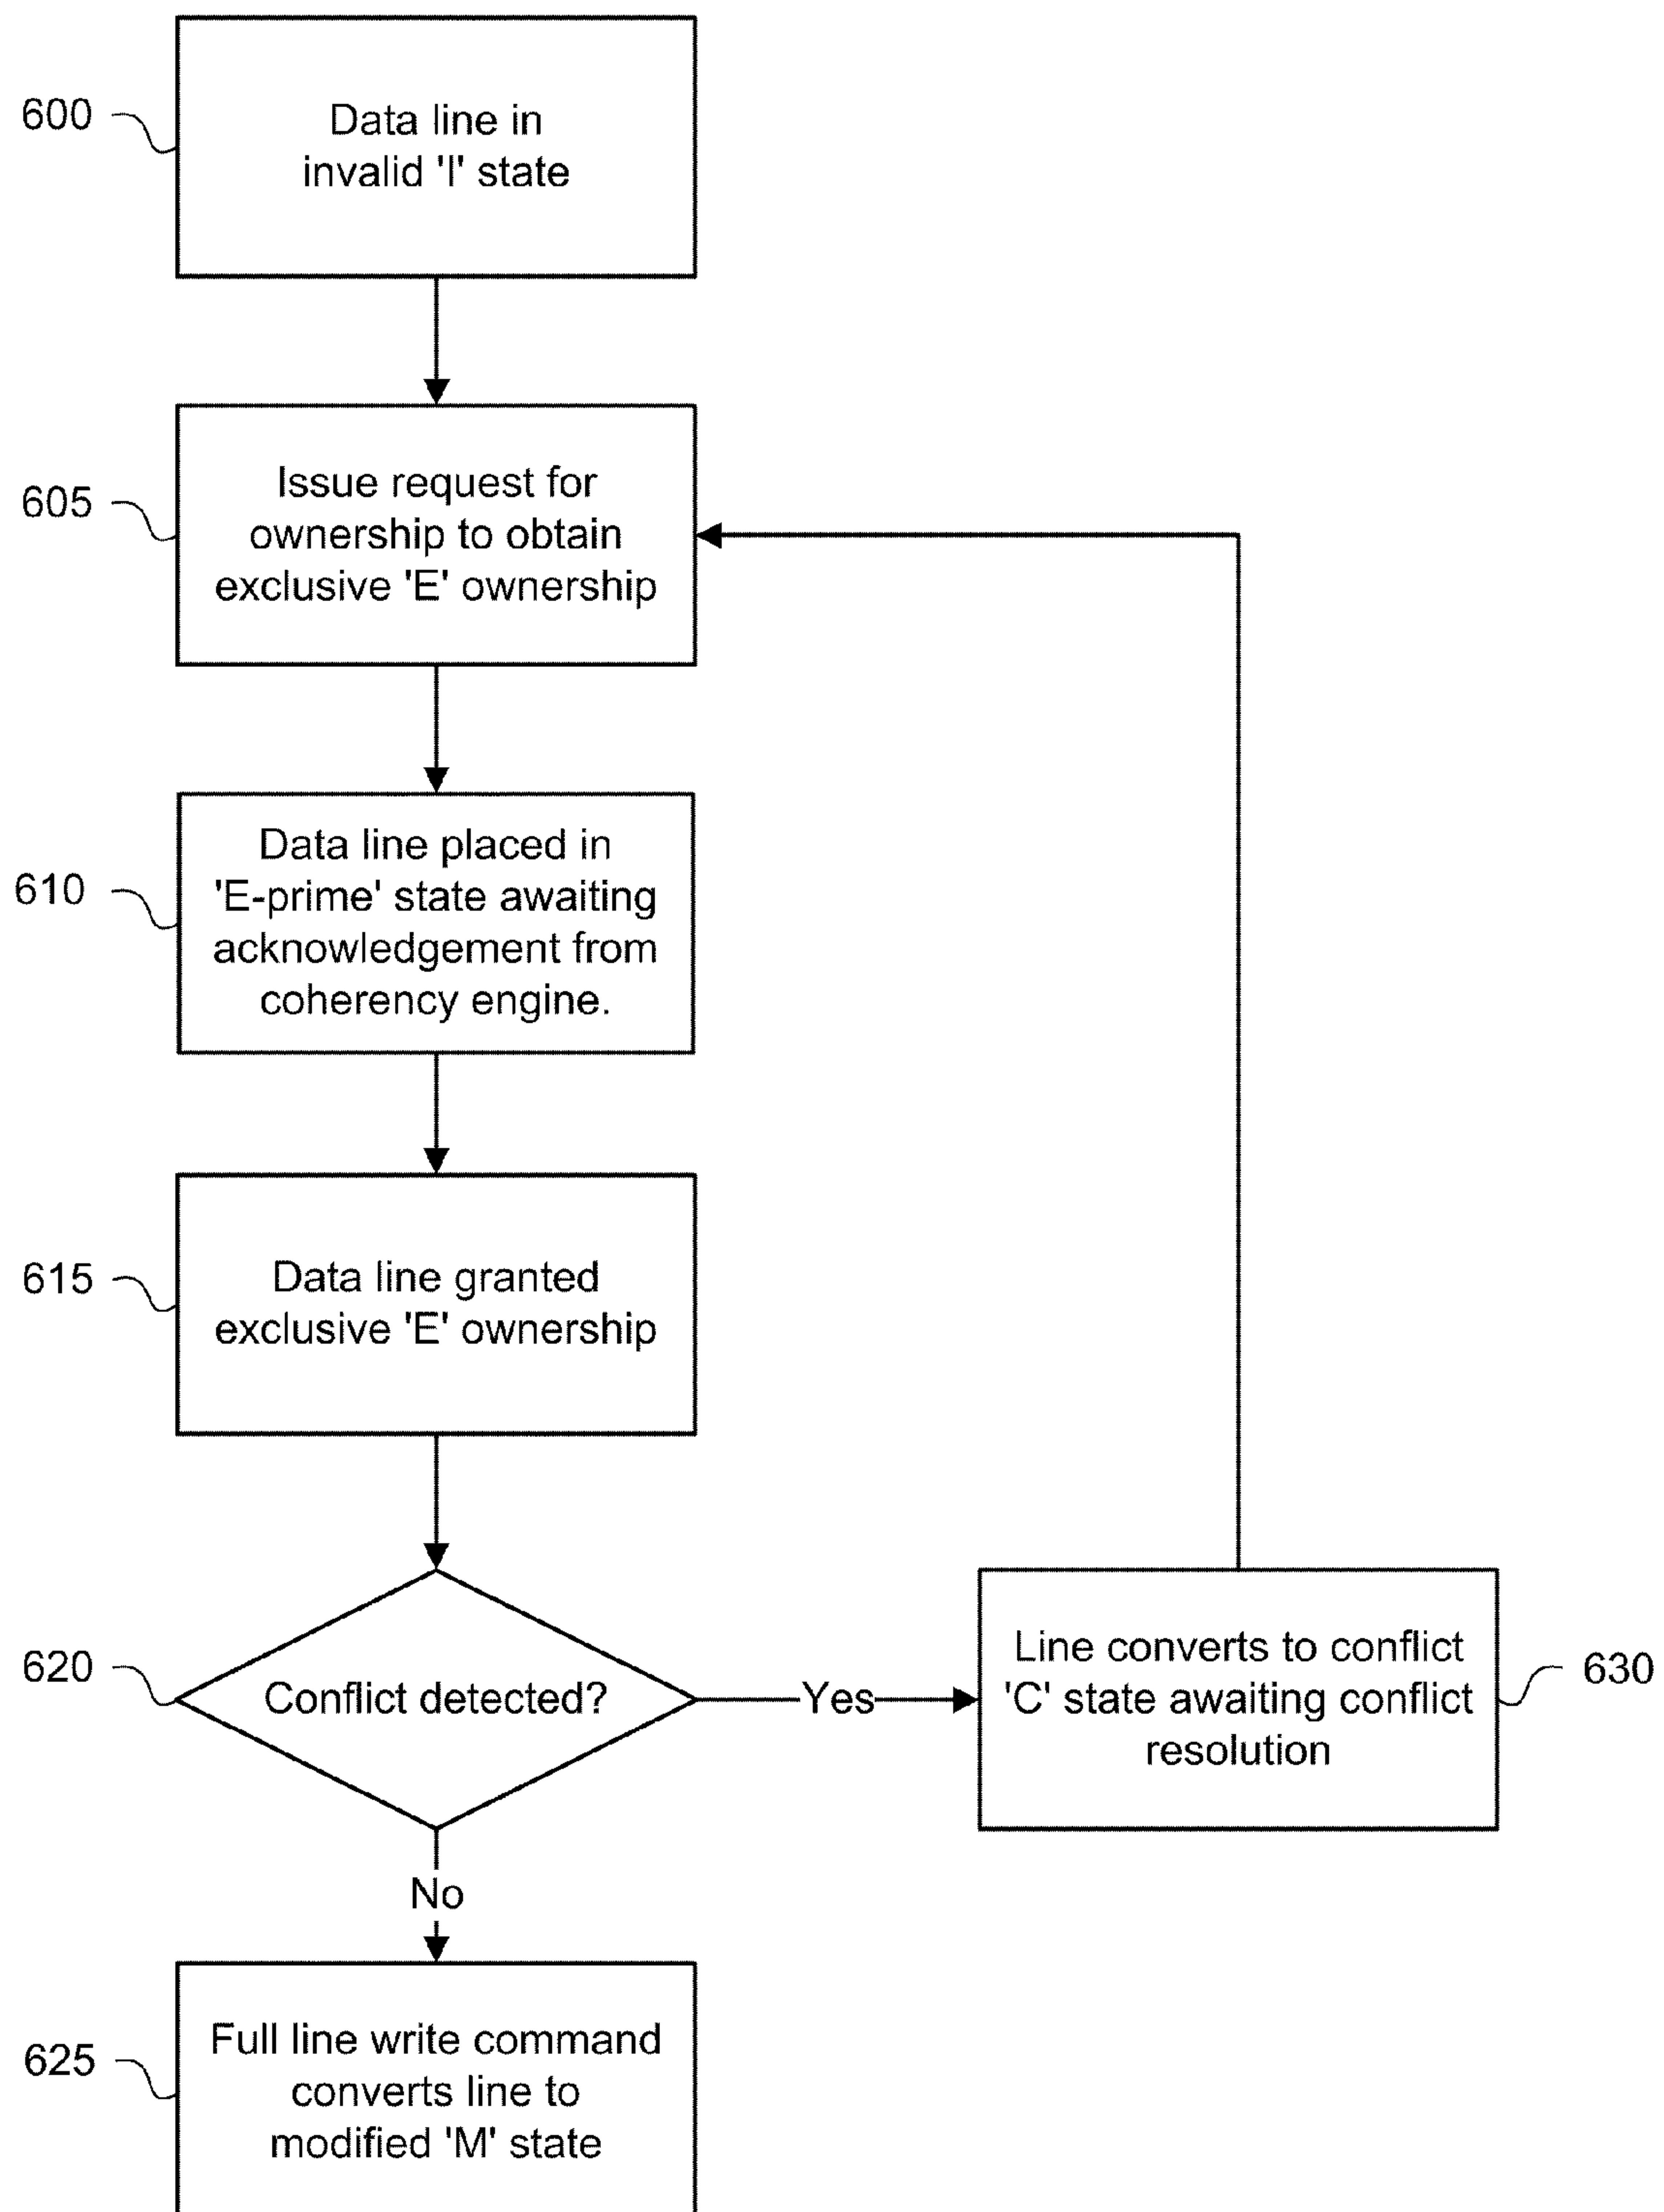 600
Data line in
invalid 'I' state
605
Issue request for
ownership to obtain
exclusive 'E' ownership
610
Data line placed in
'E-prime' state awaiting
acknowledgement from
coherency engine.
615
Data line granted
exclusive 'E' ownership
620
Conflict detected?
Yes
Line converts to conflict
'C' state awaiting conflict
resolution
630
No
625
Full line write command
converts line to
modified 'M' state